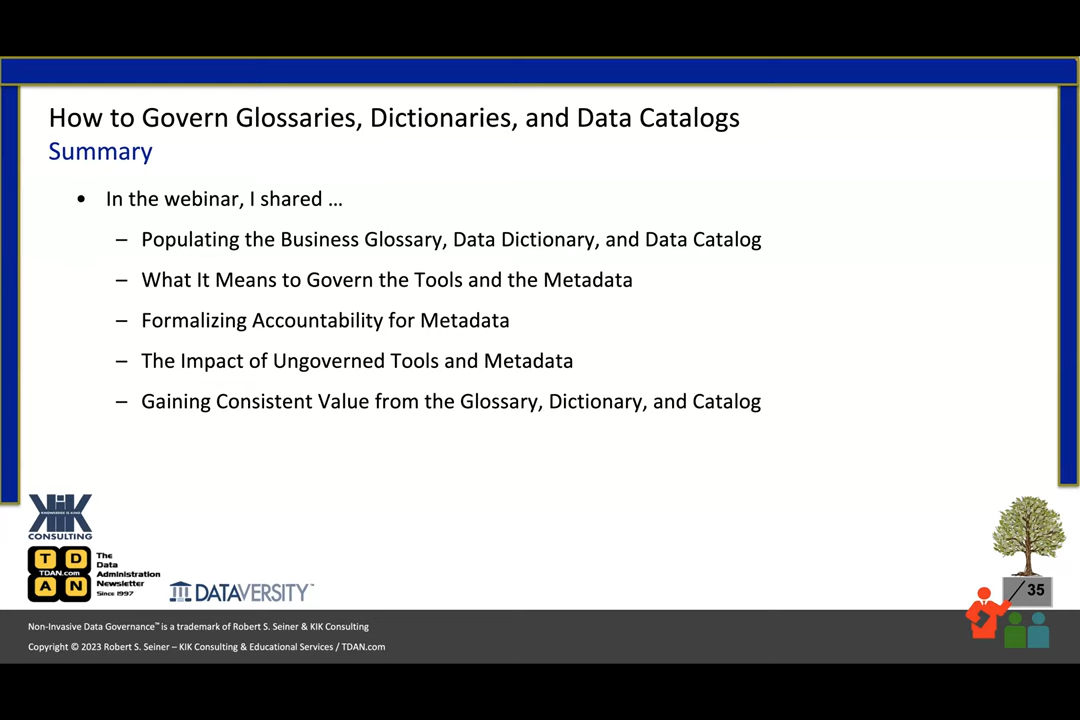 How to Govern Glossaries, Dictionaries, and Data Catalogs
Summary
• In the webinar, I shared …
– Populating the Business Glossary, Data Dictionary, and Data Catalog
– What It Means to Govern the Tools and the Metadata
– Formalizing Accountability for Metadata
– The Impact of Ungoverned Tools and Metadata
– Gaining Consistent Value from the Glossary, Dictionary, and Catalog
KIK
KNOWLEDGE IS KING
CONSULTING
T D
TDAN.com
A N
The
Data
Administration
Newsletter
Since 1997
DATAVERSITY™
35
Non-Invasive Data Governance™ is a trademark of Robert S. Seiner & KIK Consulting
Copyright © 2023 Robert S. Seiner – KIK Consulting & Educational Services / TDAN.com